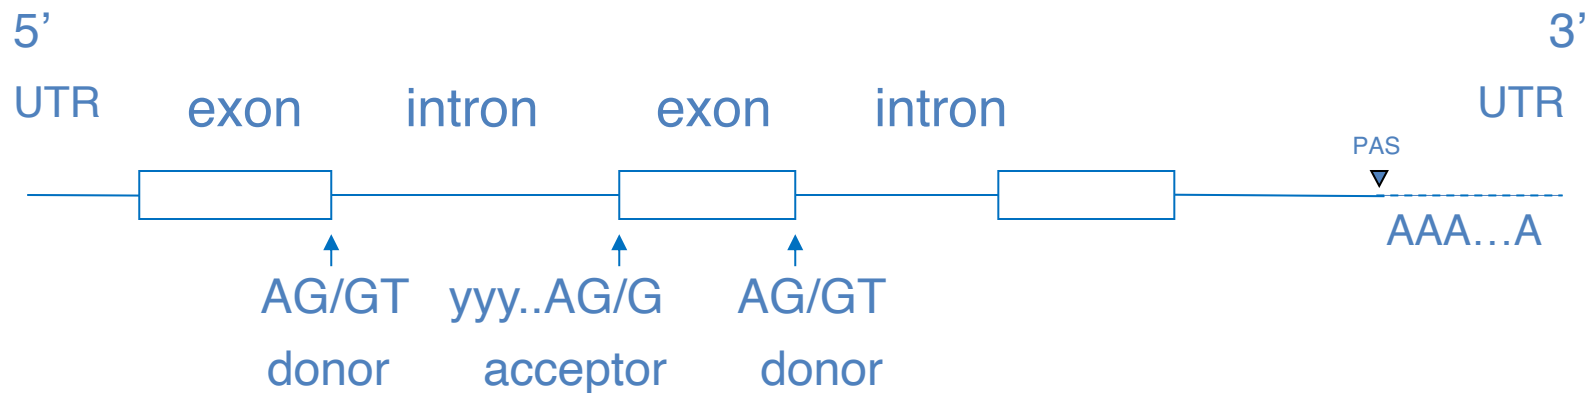 5’ 3’
UTR exon intron exon intron UTR
PAS
AAA…A
AG/GT yyy..AG/G AG/GT
donor acceptor donor